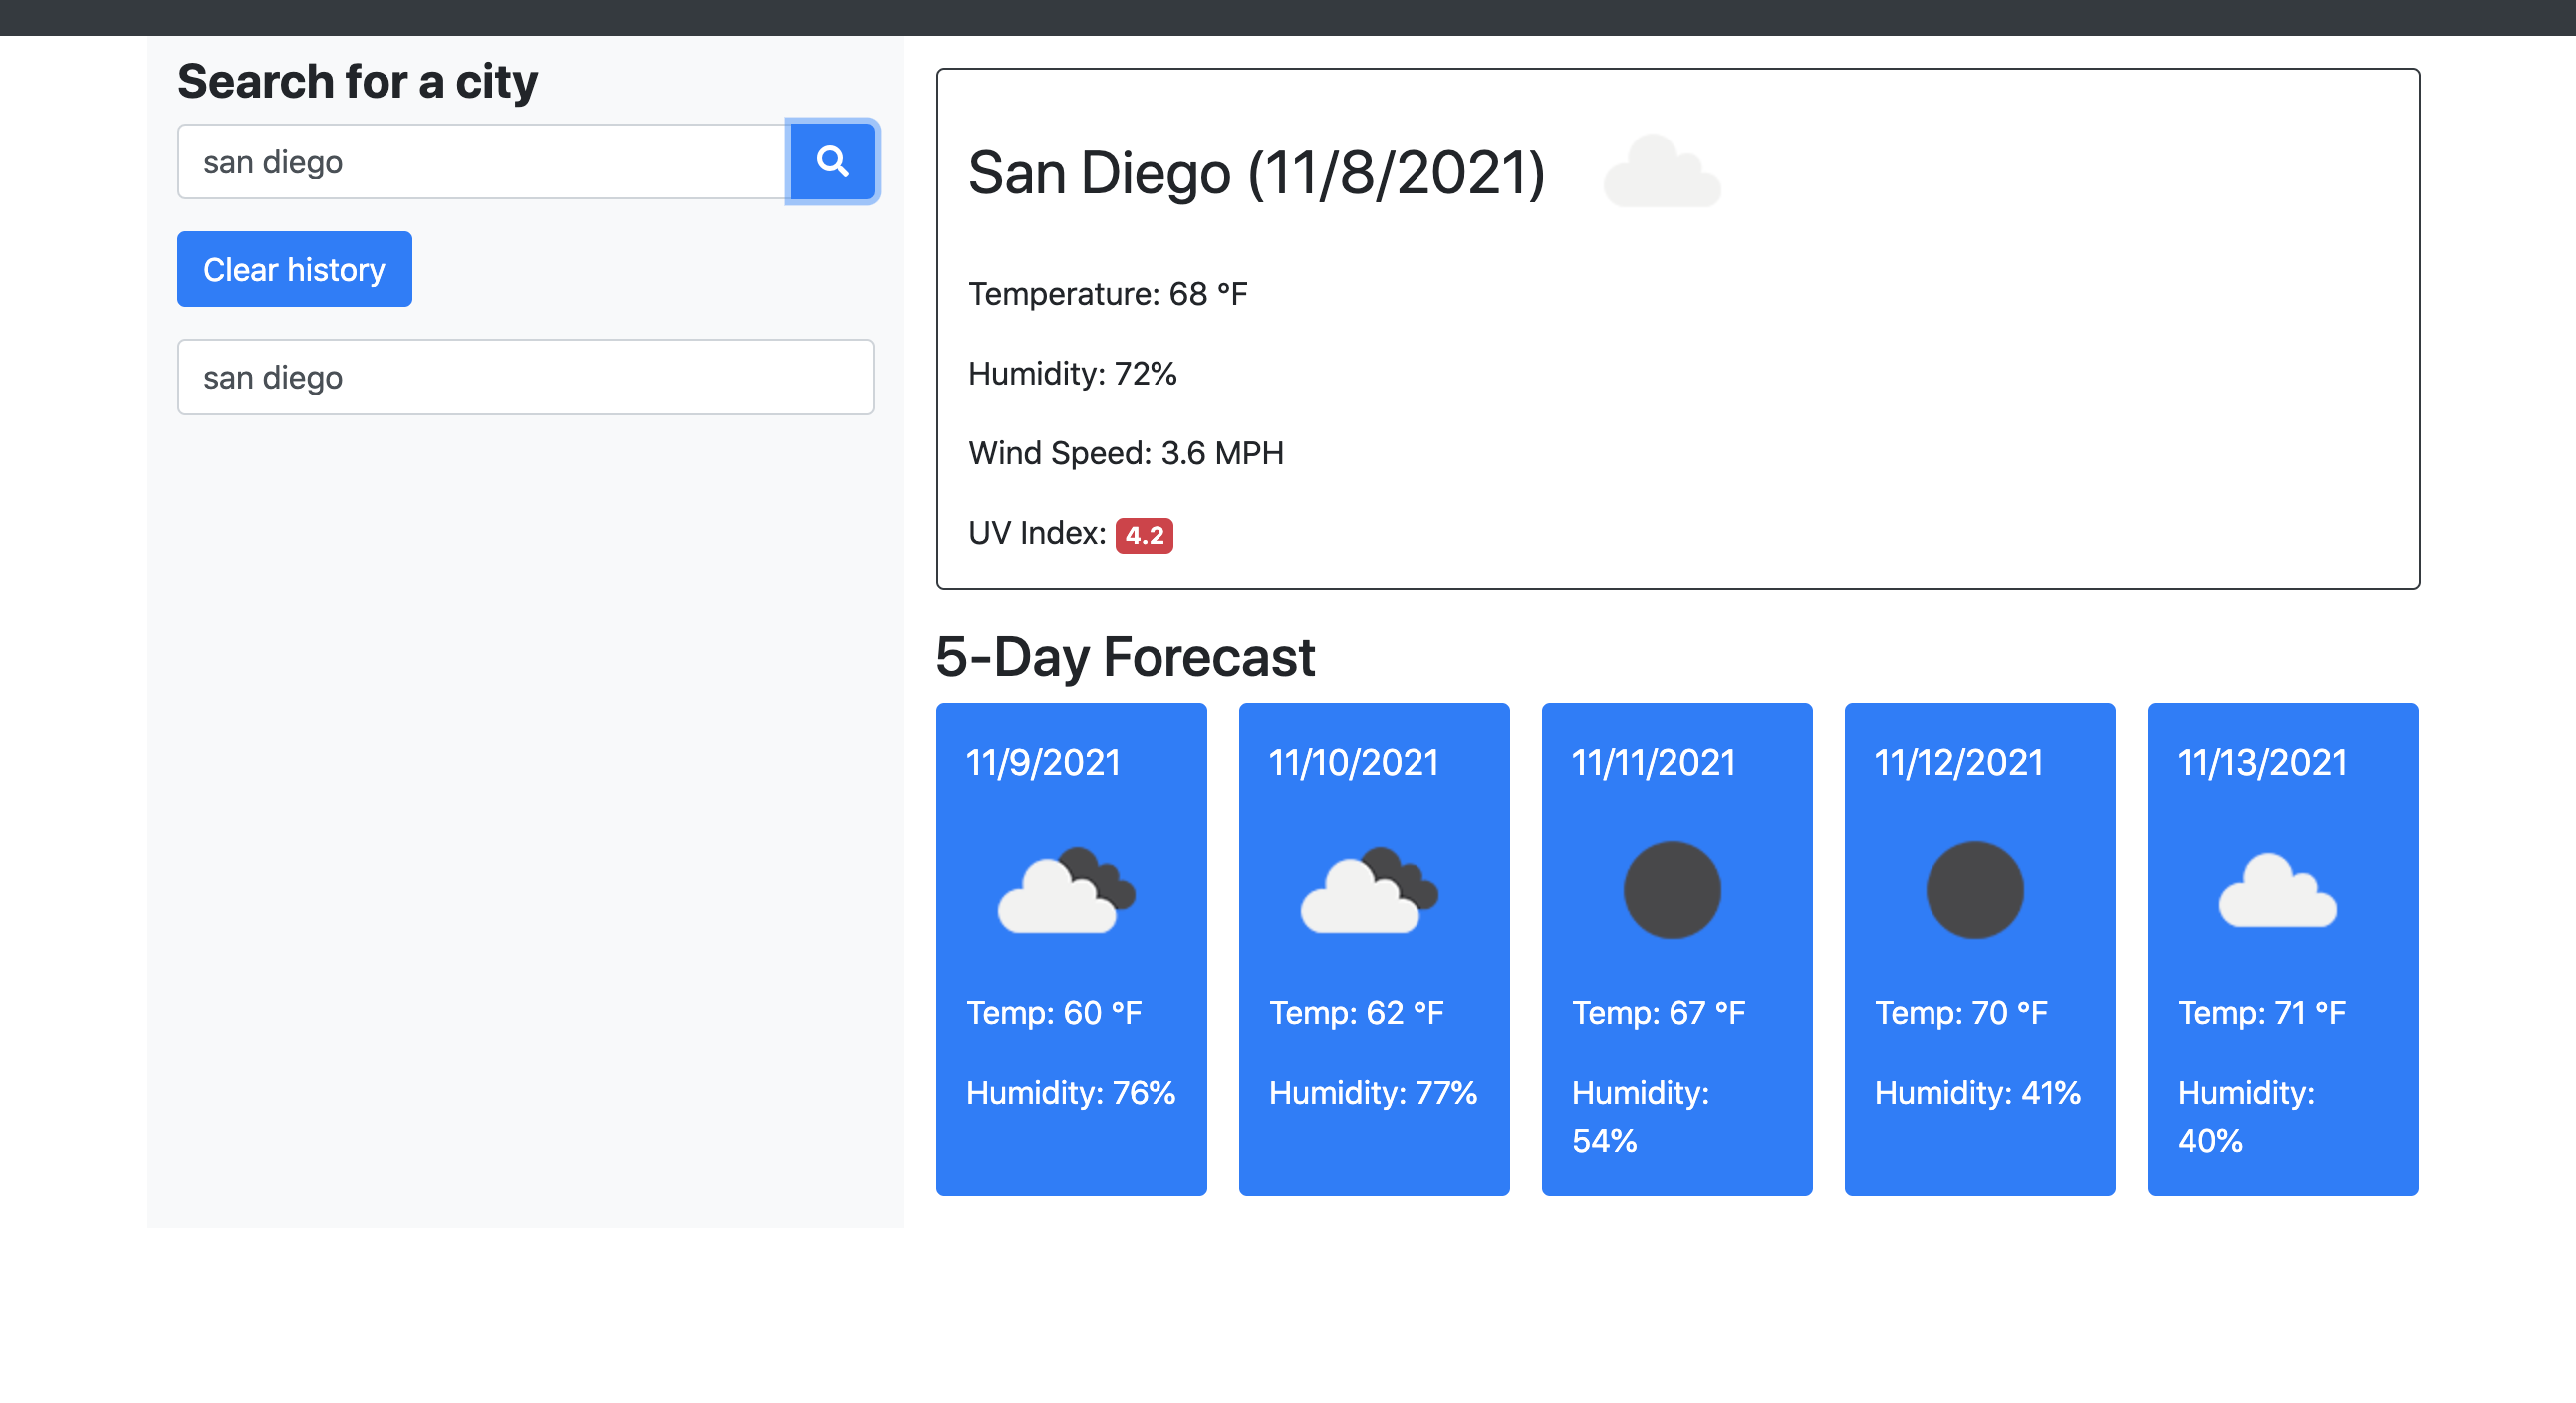 Search for a city
san diego
Clear history
san diego
San Diego (11/8/2021)
Temperature: 68 °F
Humidity: 72%
Wind Speed: 3.6 MPH
UV Index: 4.2
5-Day Forecast
11/9/2021
Temp: 60 °F
Humidity: 76%
11/10/2021
Temp: 62 °F
Humidity: 77%
11/11/2021
Temp: 67 °F
Humidity:
54%
11/12/2021
Temp: 70 °F
Humidity: 41%
11/13/2021
Temp: 71 °F
Humidity:
40%